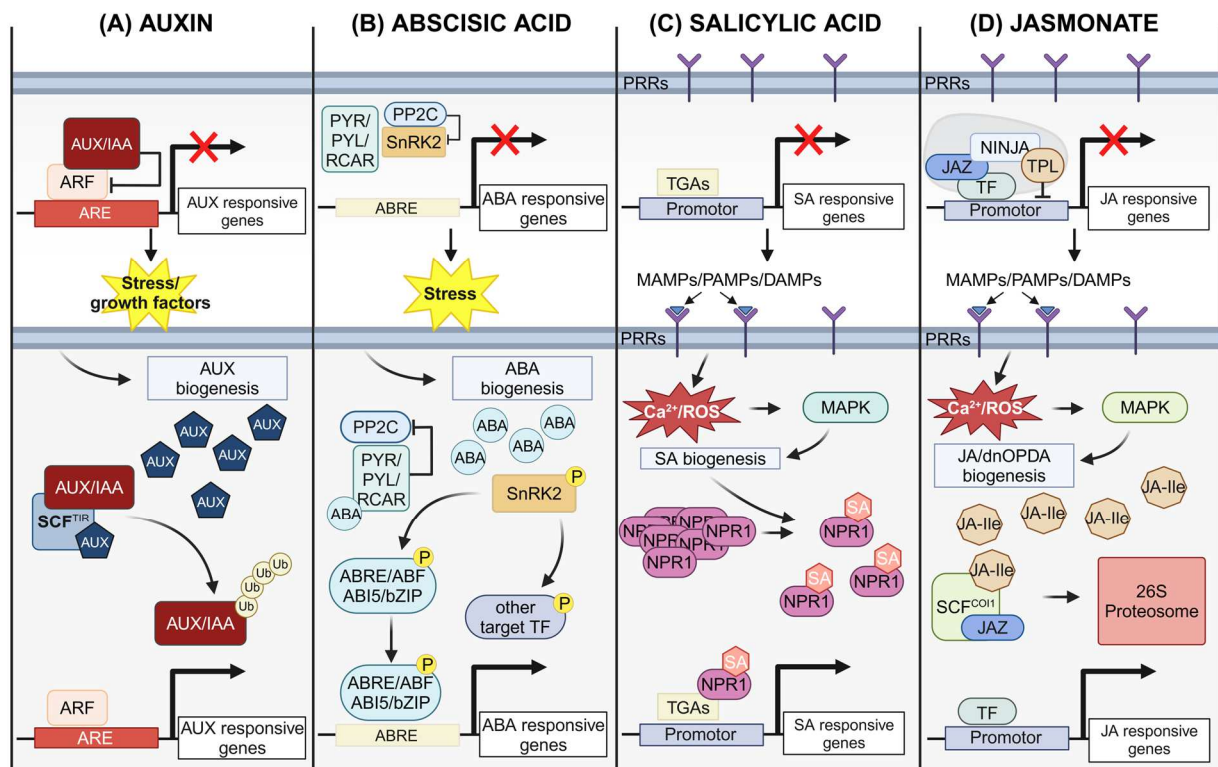 (A) AUXIN
AUX/IAA
ARF
ARE
AUX responsive
genes
Stress/
growth factors
AUX
biogenesis
AUX
AUX
AUX
AUX
AUX
AUX/IAA
SCFᵀᴵᴿ
AUX
Ub
Ub
Ub
Ub
AUX/IAA
ARF
ARE
AUX responsive
genes
(B) ABSCISIC ACID
PYR/
PYL/
RCAR
PP2C
SnRK2
ABRE
ABA responsive
genes
Stress
ABA
biogenesis
ABA
ABA
ABA
ABA
PP2C
PYR/
PYL/
RCAR
ABA
P
SnRK2
P
ABRE/ABF
ABI5/bZIP
P
other
target TF
P
ABRE/ABF
ABI5/bZIP
ABRE
ABA responsive
genes
(C) SALICYLIC ACID
PRRs
TGAs
Promotor
SA responsive
genes
MAMPs/PAMPs/DAMPs
PRRs
Ca²⁺/ROS
MAPK
SA biogenesis
NPR1
NPR1
NPR1
NPR1
NPR1
NPR1
NPR1
SA
NPR1
SA
NPR1
SA
NPR1
SA
NPR1
TGAs
Promotor
SA responsive
genes
(D) JASMONATE
PRRs
NINJA
JAZ
TPL
TF
Promotor
JA responsive
genes
MAMPs/PAMPs/DAMPs
PRRs
Ca²⁺/ROS
MAPK
JA/dnOPDA
biogenesis
JA-Ile
JA-Ile
JA-Ile
JA-Ile
JA-Ile
SCFᶜᴼᴵ¹
JAZ
26S
Proteosome
TF
Promotor
JA responsive
genes